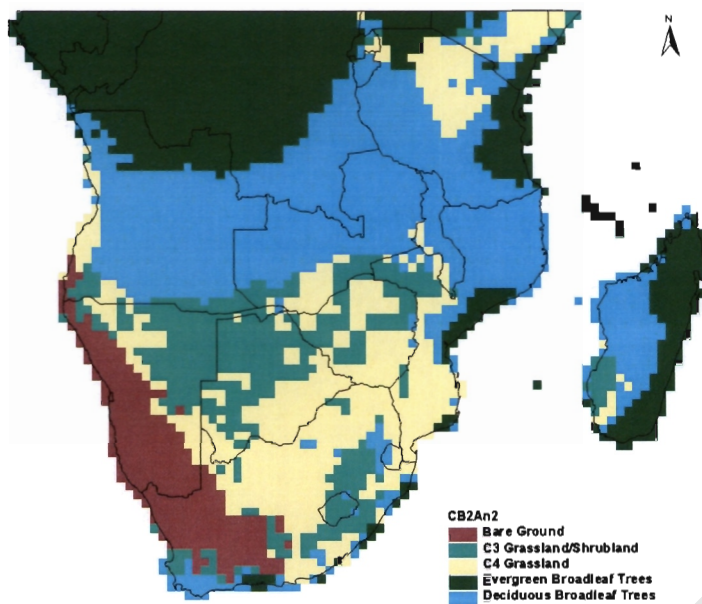 N
CB2An2
Bare Ground
C3 Grassland/Shrubland
C4 Grassland
Evergreen Broadleaf Trees
Deciduous Broadleaf Trees